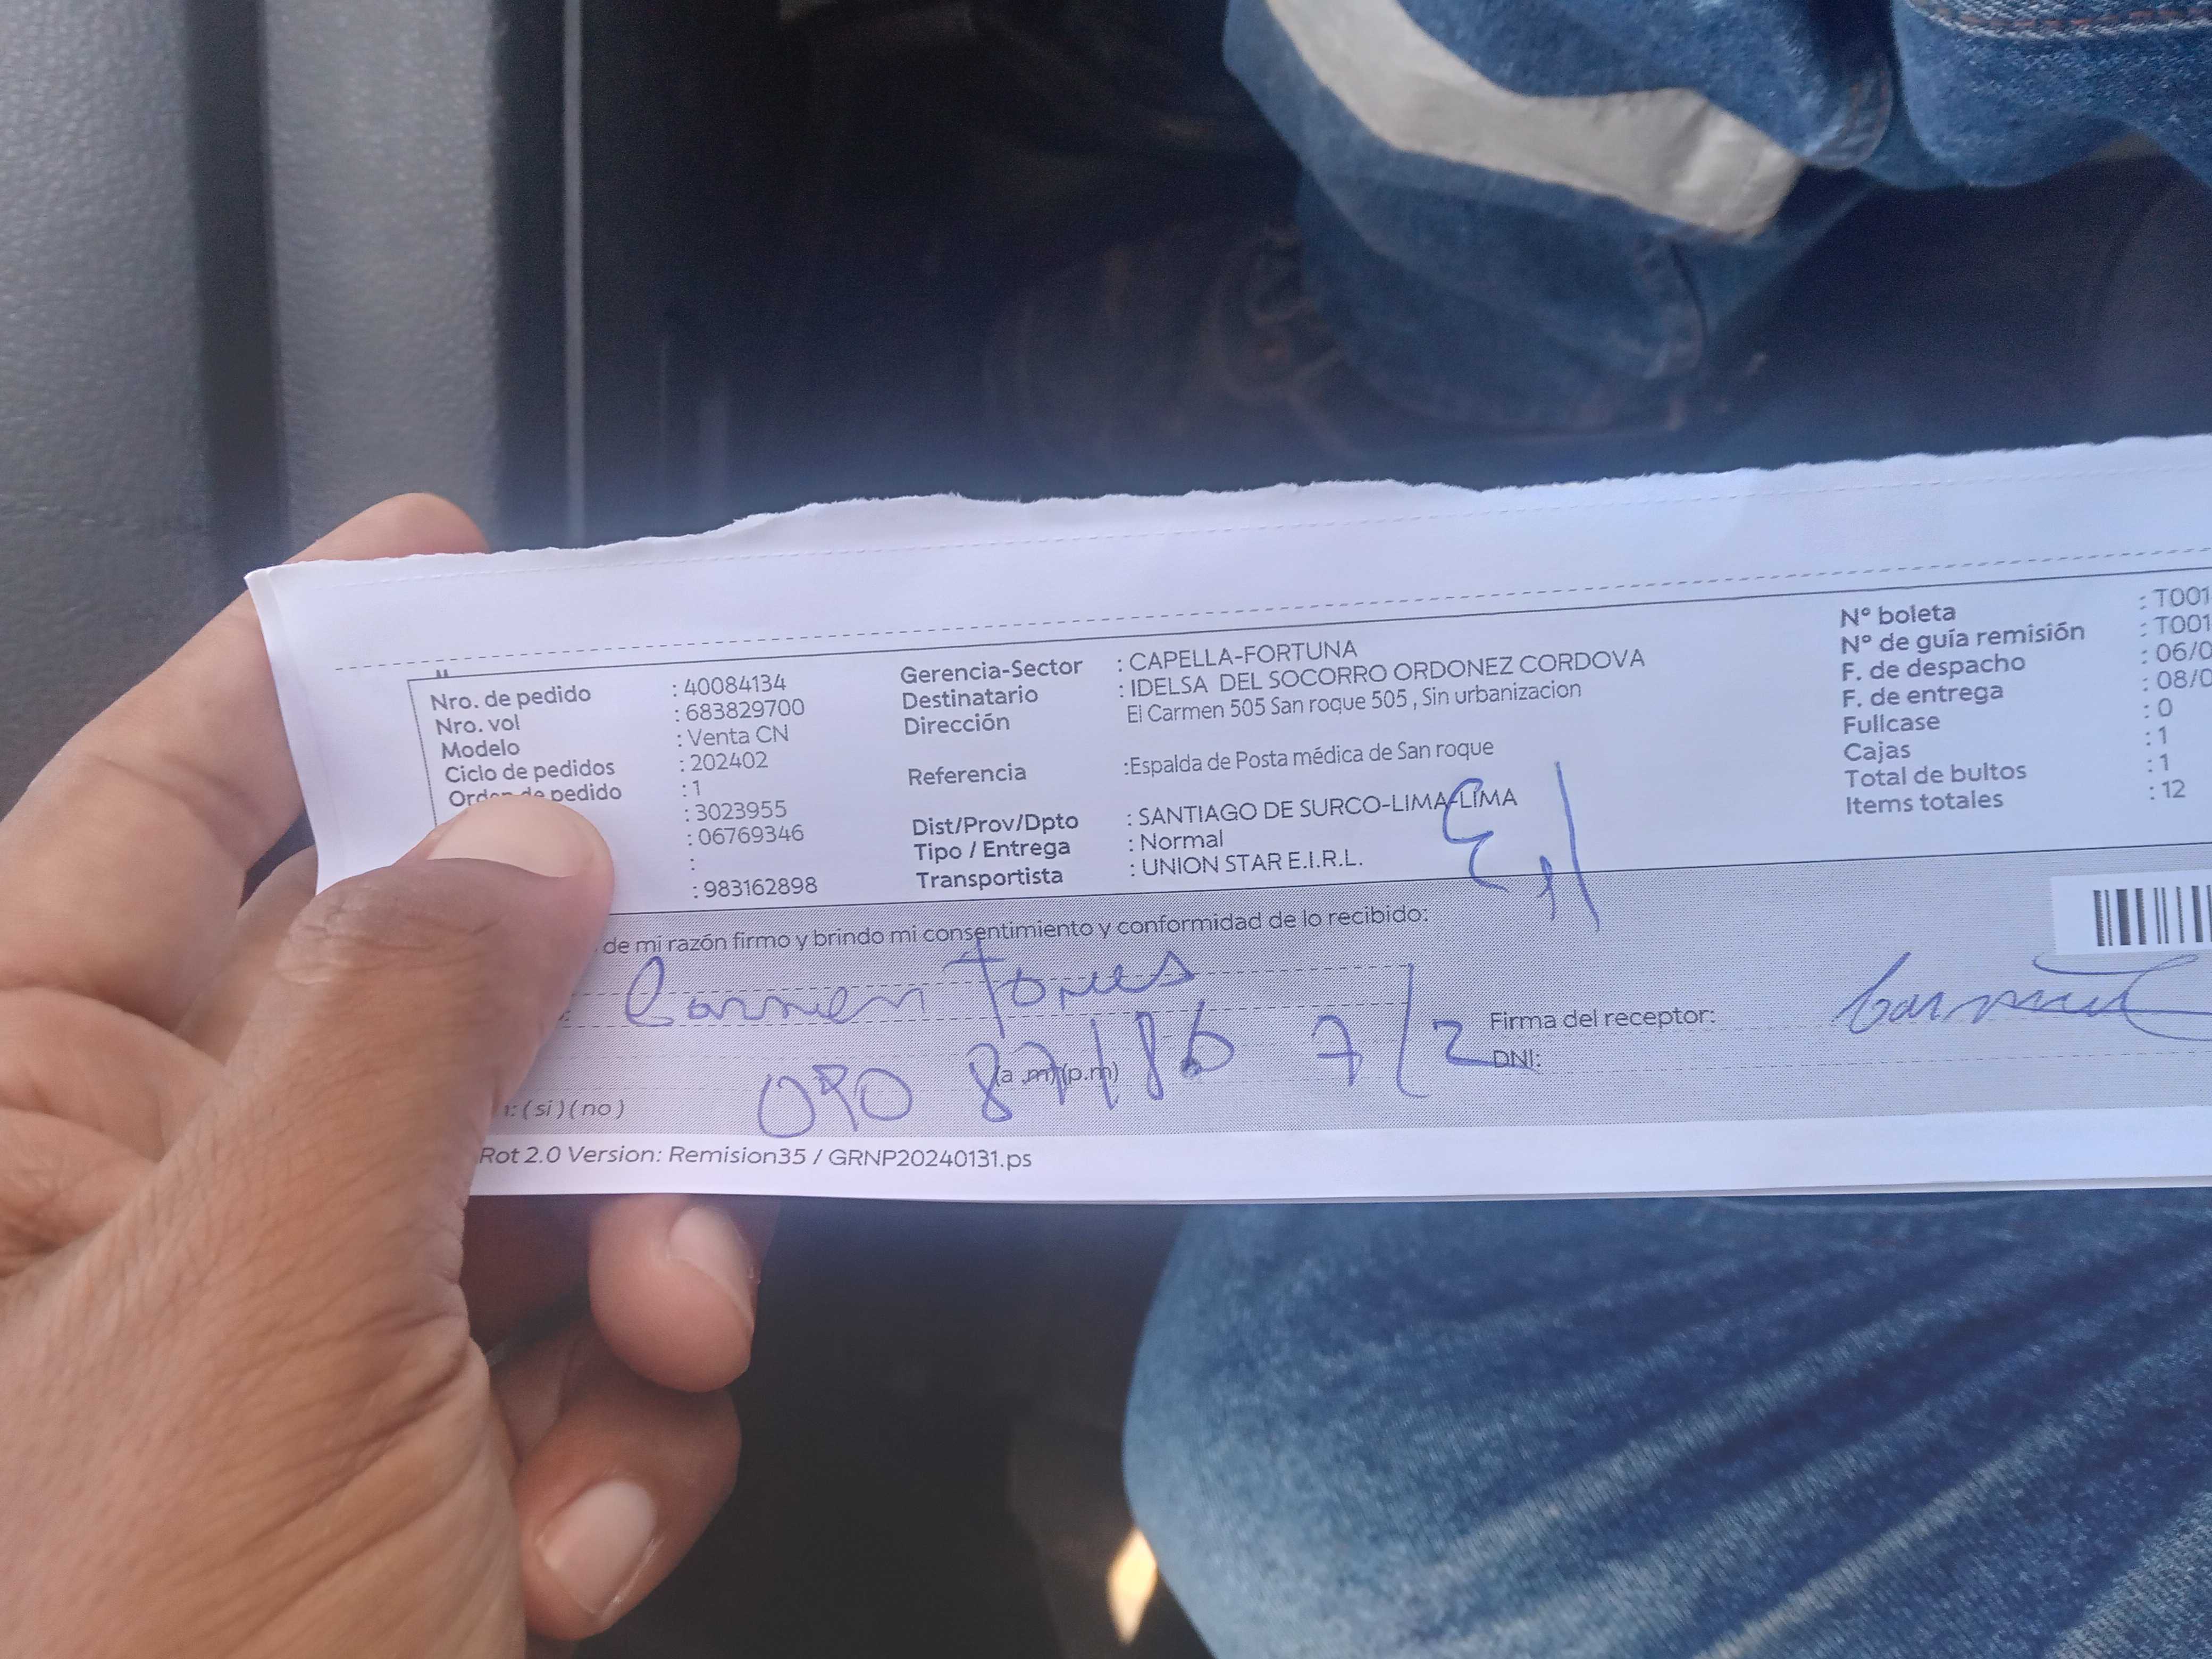 Nro. de pedido : 40084134
Nro. vol : 683829700
Modelo : Venta CN
Ciclo de pedidos : 202402
Orden de pedido : 1
: 3023955
: 06769346
:
: 983162898
Gerencia-Sector : CAPELLA-FORTUNA
Destinatario : IDELSA DEL SOCORRO ORDONEZ CORDOVA
Dirección El Carmen 505 San roque 505 , Sin urbanizacion
Referencia :Espalda de Posta médica de San roque
Dist/Prov/Dpto : SANTIAGO DE SURCO-LIMA-LIMA
Tipo / Entrega : Normal
Transportista : UNION STAR E.I.R.L.
N° boleta : T001
N° de guía remisión : T001
F. de despacho : 06/0
F. de entrega : 08/0
Fullcase : 0
Cajas : 1
Total de bultos : 1
Items totales : 12
de mi razón firmo y brindo mi consentimiento y conformidad de lo recibido:
Carmen Torres
Firma del receptor:
7/2 DNI:
(a .m)(p.m)
: ( si ) ( no )
Rot 2.0 Version: Remision35 / GRNP20240131.ps